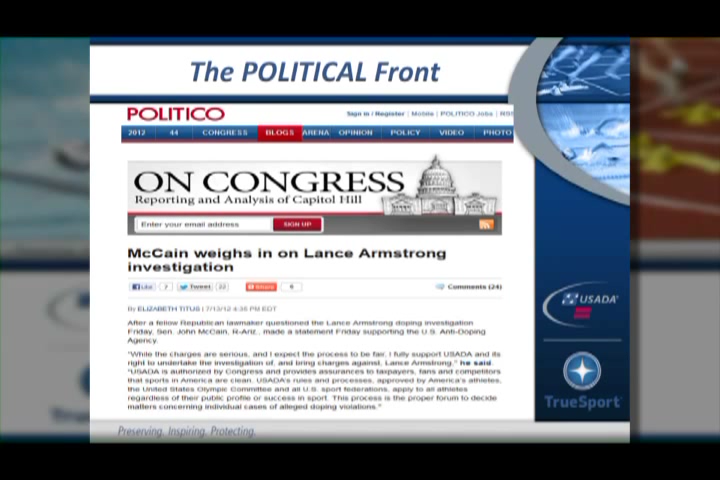 The POLITICAL Front
POLITICO
Sign in / Register | Mobile | POLITICO Jobs | RSS
2012 44 CONGRESS BLOGS ARENA OPINION POLICY VIDEO PHOTO
ON CONGRESS
Reporting and Analysis of Capitol Hill
Enter your email address SIGN UP
McCain weighs in on Lance Armstrong
investigation
Like 7 Tweet 22 Share 6 Comments (24)
By ELIZABETH TITUS | 7/13/12 4:35 PM EDT
After a fellow Republican lawmaker questioned the Lance Armstrong doping investigation
Friday, Sen. John McCain, R-Ariz., made a statement Friday supporting the U.S. Anti-Doping
Agency.
"While the charges are serious, and I expect the process to be fair, I fully support USADA and its
right to undertake the investigation of, and bring charges against, Lance Armstrong," he said.
"USADA is authorized by Congress and provides assurances to taxpayers, fans and competitors
that sports in America are clean. USADA's rules and processes, approved by America's athletes,
the United States Olympic Committee and all U.S. sport federations, apply to all athletes
regardless of their public profile or success in sport. This process is the proper forum to decide
matters concerning individual cases of alleged doping violations."
USADA
TrueSport
Preserving. Inspiring. Protecting.